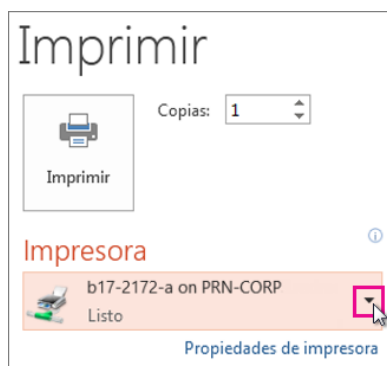 Imprimir
Copias: 1
Imprimir
Impresora
b17-2172-a on PRN-CORP
Listo
Propiedades de impresora